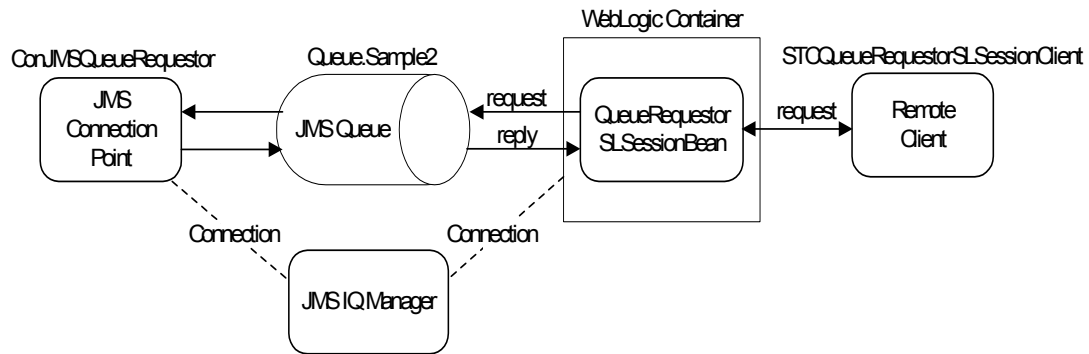 WebLogic Container
ConJMSQueueRequestor
Queue.Sample2
STCQueueRequestorSLSessionClient
JMS
Connection
Point
JMS Queue
request
reply
QueueRequestor
SLSessionBean
request
Remote
Client
Connection
Connection
JMS IQ Manager